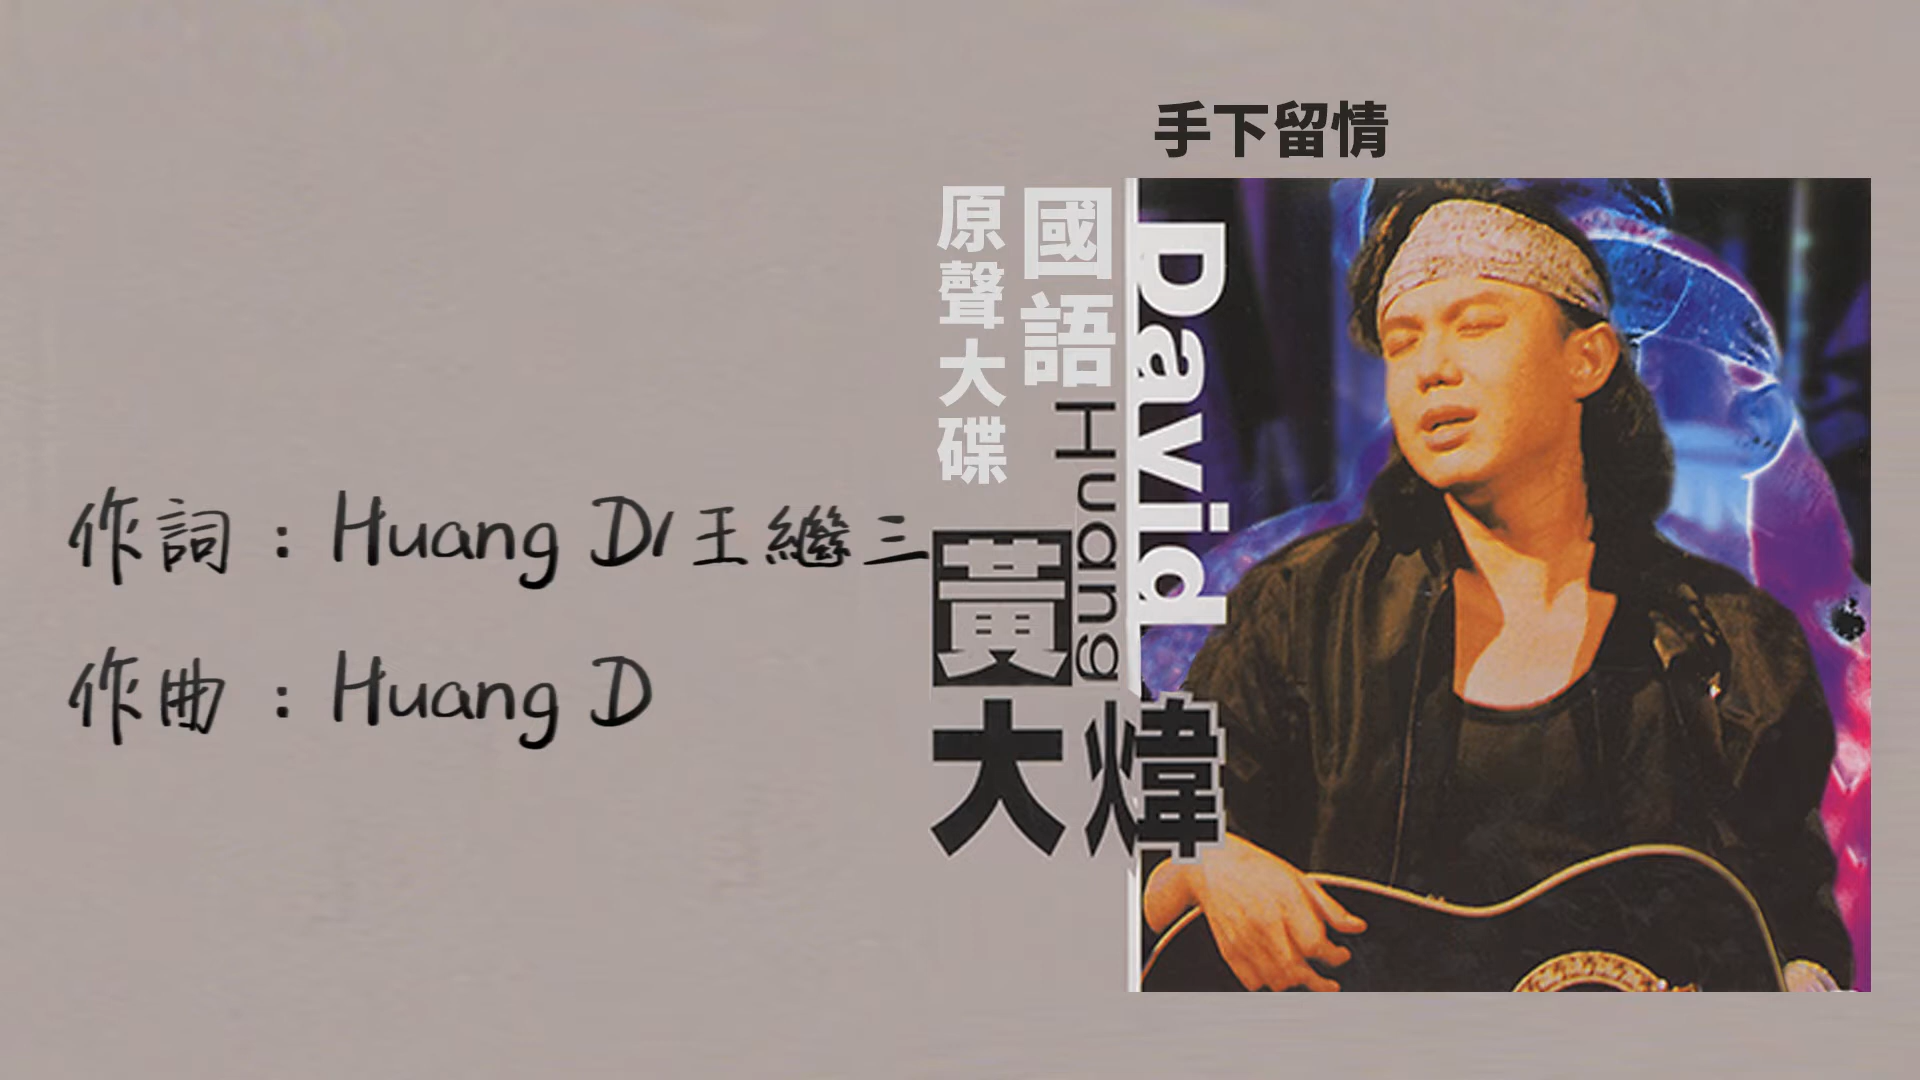 手下留情
國語
原聲大碟
David
Huang
黃大煒
作詞：Huang D/王繼三
作曲：Huang D